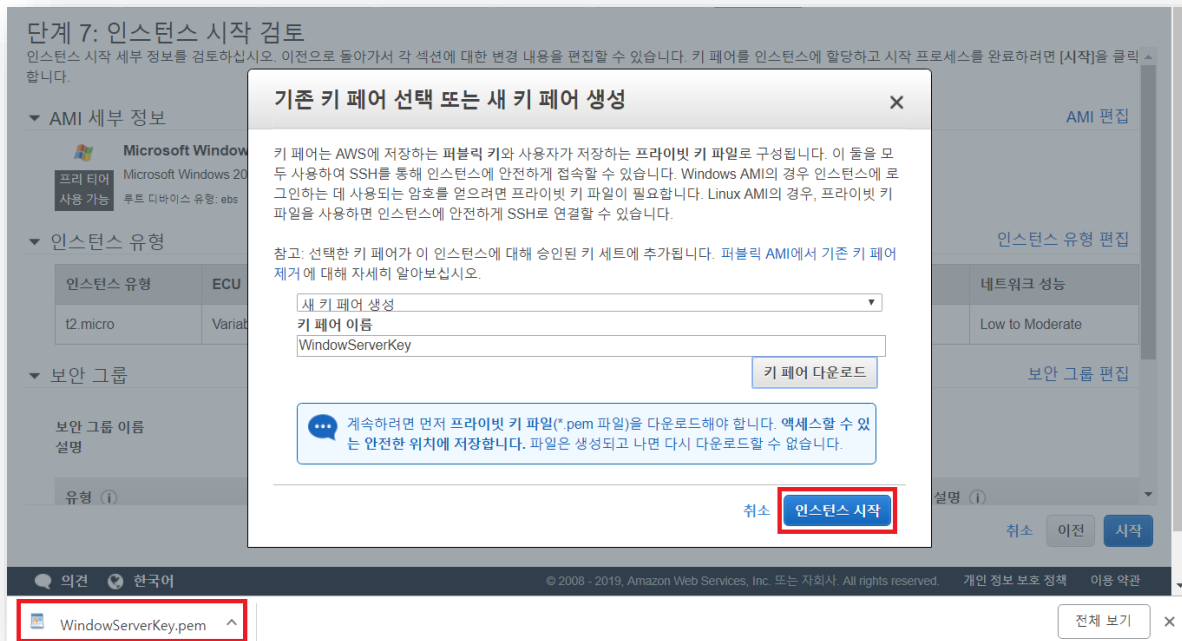 단계 7: 인스턴스 시작 검토
인스턴스 시작 세부 정보를 검토하십시오. 이전으로 돌아가서 각 섹션에 대한 변경 내용을 편집할 수 있습니다. 키 페어를 인스턴스에 할당하고 시작 프로세스를 완료하려면 [시작]을 클릭
합니다.
AMI 세부 정보
AMI 편집
프리 티어
사용 가능
Microsoft Window
Microsoft Windows 20
루트 디바이스 유형: ebs
인스턴스 유형
인스턴스 유형 편집
인스턴스 유형 ECU 네트워크 성능
t2.micro Variab Low to Moderate
보안 그룹
보안 그룹 편집
보안 그룹 이름
설명
유형 설명
취소 이전 시작
기존 키 페어 선택 또는 새 키 페어 생성
키 페어는 AWS에 저장하는 퍼블릭 키와 사용자가 저장하는 프라이빗 키 파일로 구성됩니다. 이 둘을 모
두 사용하여 SSH를 통해 인스턴스에 안전하게 접속할 수 있습니다. Windows AMI의 경우 인스턴스에 로
그인하는 데 사용되는 암호를 얻으려면 프라이빗 키 파일이 필요합니다. Linux AMI의 경우, 프라이빗 키
파일을 사용하면 인스턴스에 안전하게 SSH로 연결할 수 있습니다.
참고: 선택한 키 페어가 이 인스턴스에 대해 승인된 키 세트에 추가됩니다. 퍼블릭 AMI에서 기존 키 페어
제거 에 대해 자세히 알아보십시오.
새 키 페어 생성
키 페어 이름
WindowServerKey
키 페어 다운로드
계속하려면 먼저 프라이빗 키 파일(*.pem 파일)을 다운로드해야 합니다. 액세스할 수 있
는 안전한 위치에 저장합니다. 파일은 생성되고 나면 다시 다운로드할 수 없습니다.
취소 인스턴스 시작
의견 한국어 © 2008 - 2019, Amazon Web Services, Inc. 또는 자회사. All rights reserved. 개인 정보 보호 정책 이용 약관
WindowServerKey.pem 전체 보기